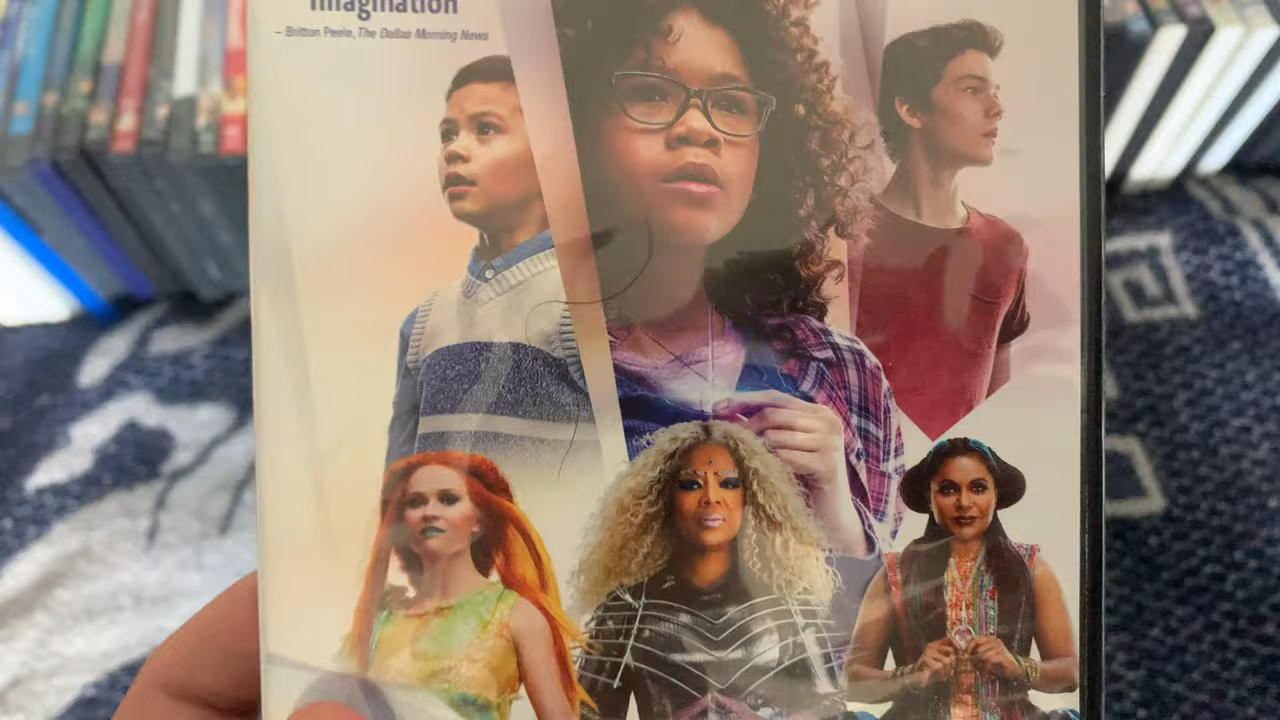 imagination
– Britton Peele, The Dallas Morning News